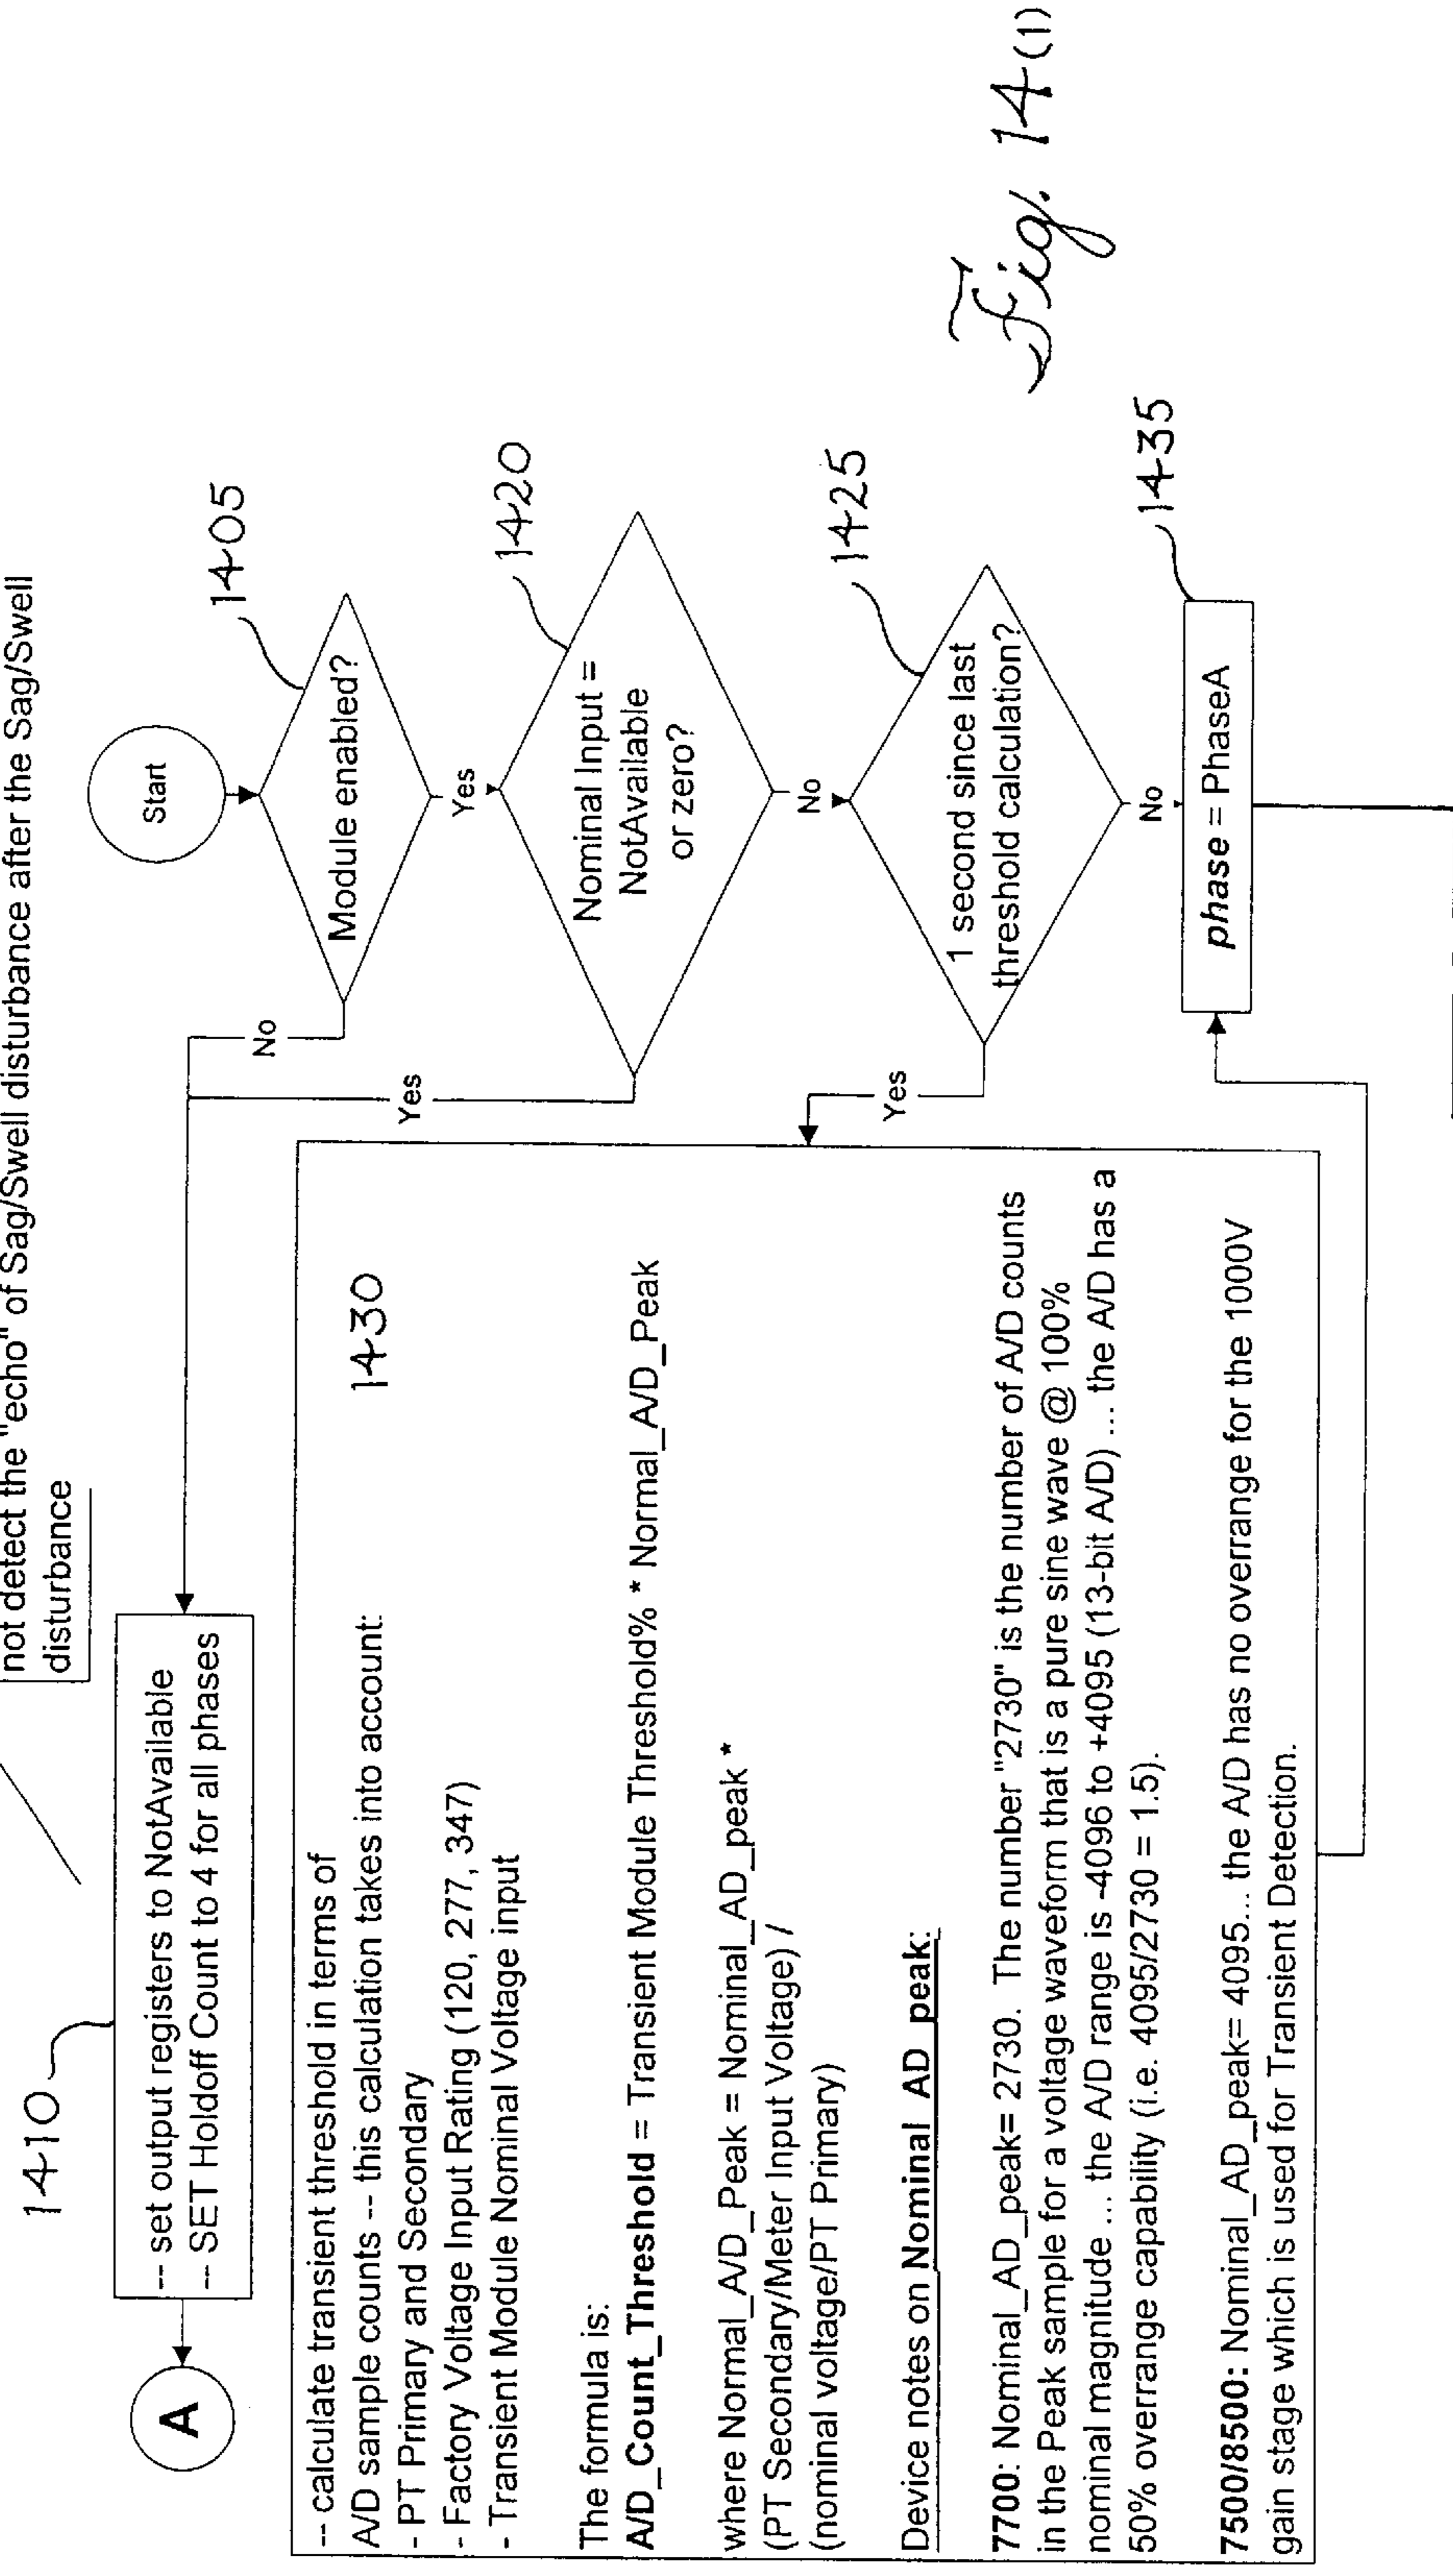 not detect the "echo" of Sag/Swell disturbance after the Sag/Swell
disturbance
1410
-- set output registers to NotAvailable
-- SET Holdoff Count to 4 for all phases
A
Start
1405
Module enabled?
No
Yes
1420
Nominal Input =
NotAvailable
or zero?
Yes
No
1425
1 second since last
threshold calculation?
Yes
No
1435
phase = PhaseA
1430
-- calculate transient threshold in terms of
A/D sample counts -- this calculation takes into account:
- PT Primary and Secondary
- Factory Voltage Input Rating (120, 277, 347)
- Transient Module Nominal Voltage input
The formula is:
A/D_Count_Threshold = Transient Module Threshold% * Normal_A/D_Peak
where Normal_A/D_Peak = Nominal_AD_peak *
(PT Secondary/Meter Input Voltage) /
(nominal voltage/PT Primary)
Device notes on Nominal_AD_peak:
7700: Nominal_AD_peak= 2730. The number "2730" is the number of A/D counts
in the Peak sample for a voltage waveform that is a pure sine wave @ 100%
nominal magnitude ... the A/D range is -4096 to +4095 (13-bit A/D) ... the A/D has a
50% overrange capability (i.e. 4095/2730 = 1.5).
7500/8500: Nominal_AD_peak= 4095... the A/D has no overrange for the 1000V
gain stage which is used for Transient Detection.
Fig. 14(1)